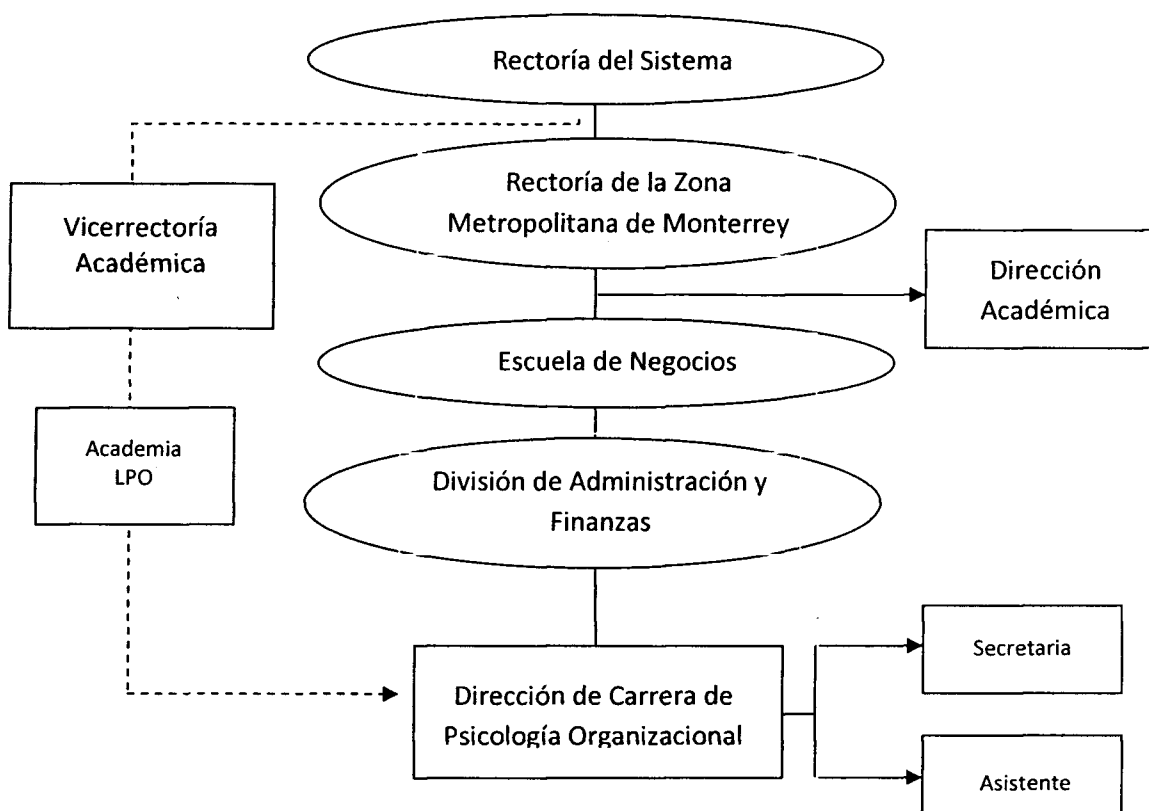 Rectoría del Sistema
Rectoría de la Zona
Metropolitana de Monterrey
Vicerrectoría
Académica
Dirección
Académica
Escuela de Negocios
Academia
LPO
División de Administración y
Finanzas
Dirección de Carrera de
Psicología Organizacional
Secretaria
Asistente